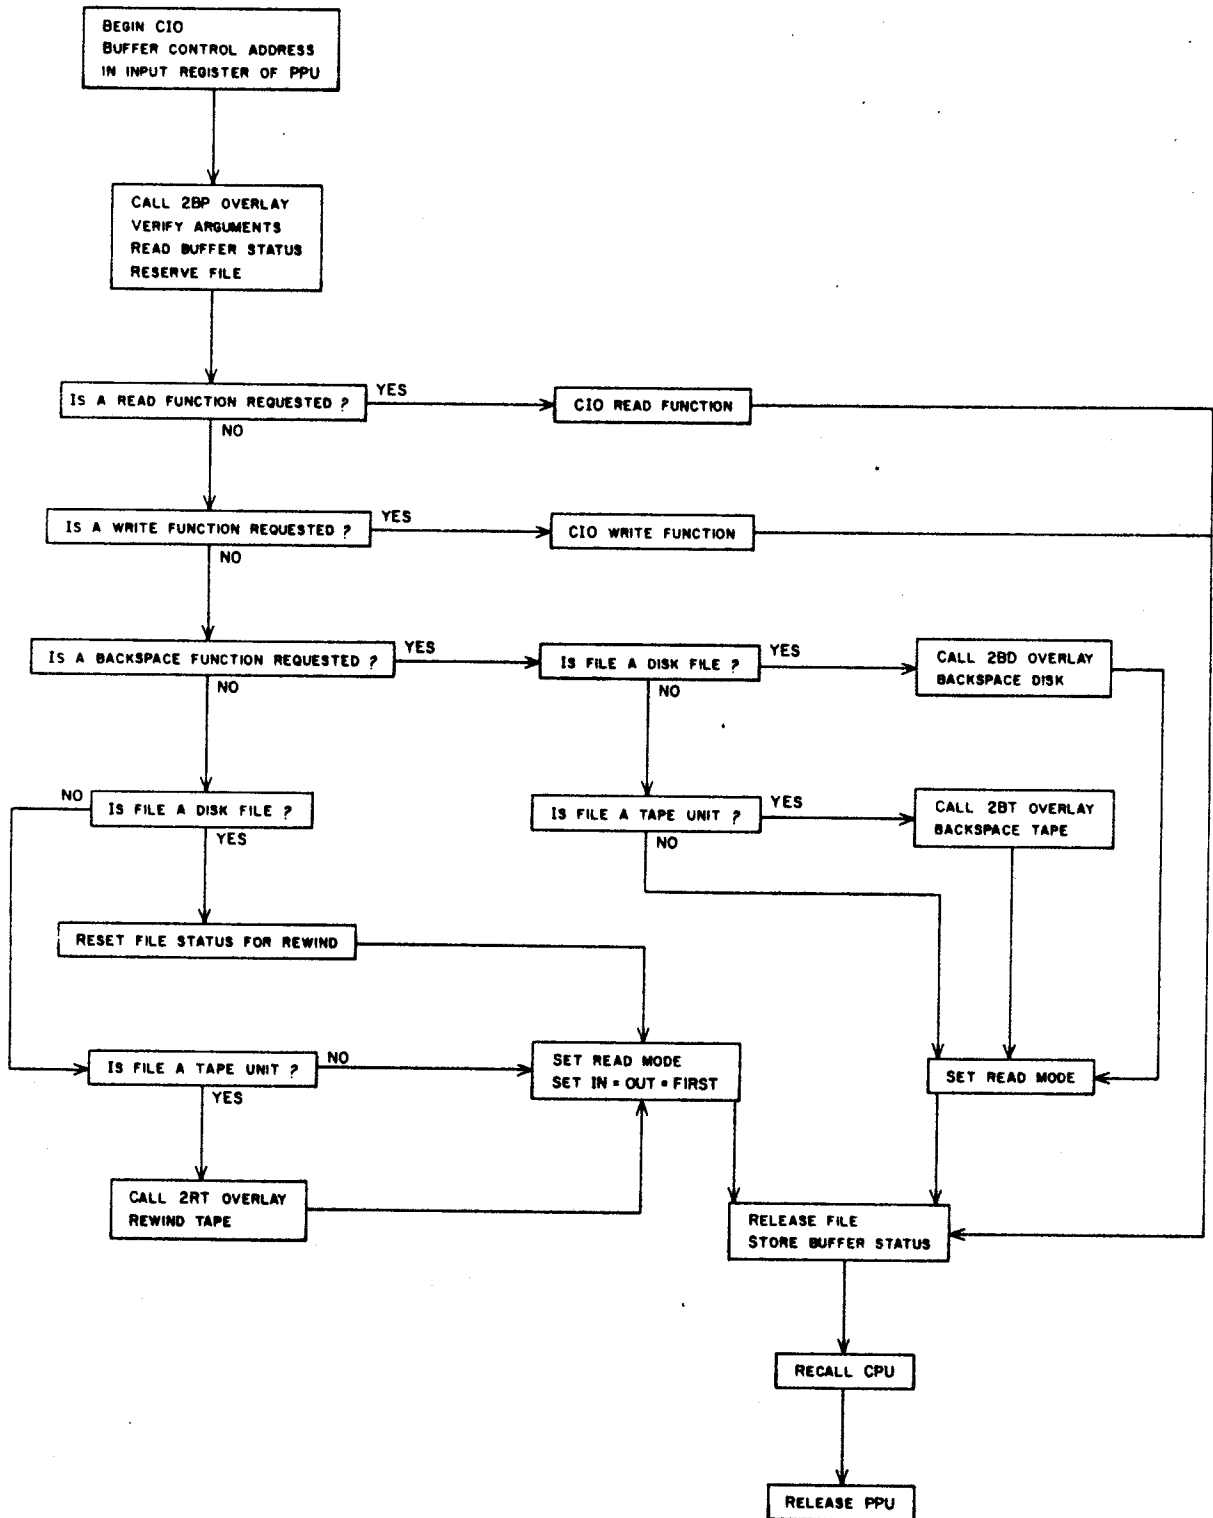 BEGIN CIO
BUFFER CONTROL ADDRESS
IN INPUT REGISTER OF PPU
CALL 2BP OVERLAY
VERIFY ARGUMENTS
READ BUFFER STATUS
RESERVE FILE
IS A READ FUNCTION REQUESTED ?
YES
CIO READ FUNCTION
NO
IS A WRITE FUNCTION REQUESTED ?
YES
CIO WRITE FUNCTION
NO
IS A BACKSPACE FUNCTION REQUESTED ?
YES
IS FILE A DISK FILE ?
YES
CALL 2BD OVERLAY
BACKSPACE DISK
NO
NO
NO
IS FILE A DISK FILE ?
YES
IS FILE A TAPE UNIT ?
YES
CALL 2BT OVERLAY
BACKSPACE TAPE
NO
RESET FILE STATUS FOR REWIND
IS FILE A TAPE UNIT ?
NO
SET READ MODE
SET IN = OUT = FIRST
SET READ MODE
YES
CALL 2RT OVERLAY
REWIND TAPE
RELEASE FILE
STORE BUFFER STATUS
RECALL CPU
RELEASE PPU